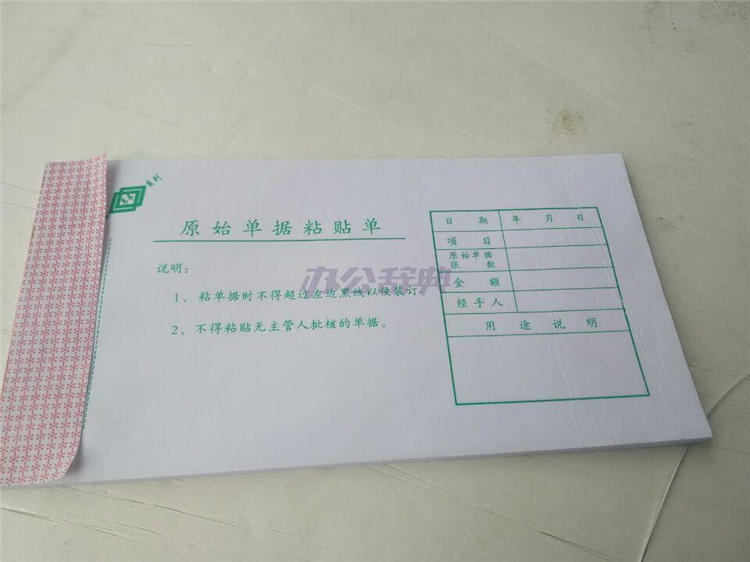 原始单据粘贴单
说明：
1、粘单据时不得超过左边黑线以便装订
2、不得粘贴无主管人批核的单据。
日 期 年 月 日
项 目
原始单据
张 数
金 额
经手人
用 途 说 明
办公辞典